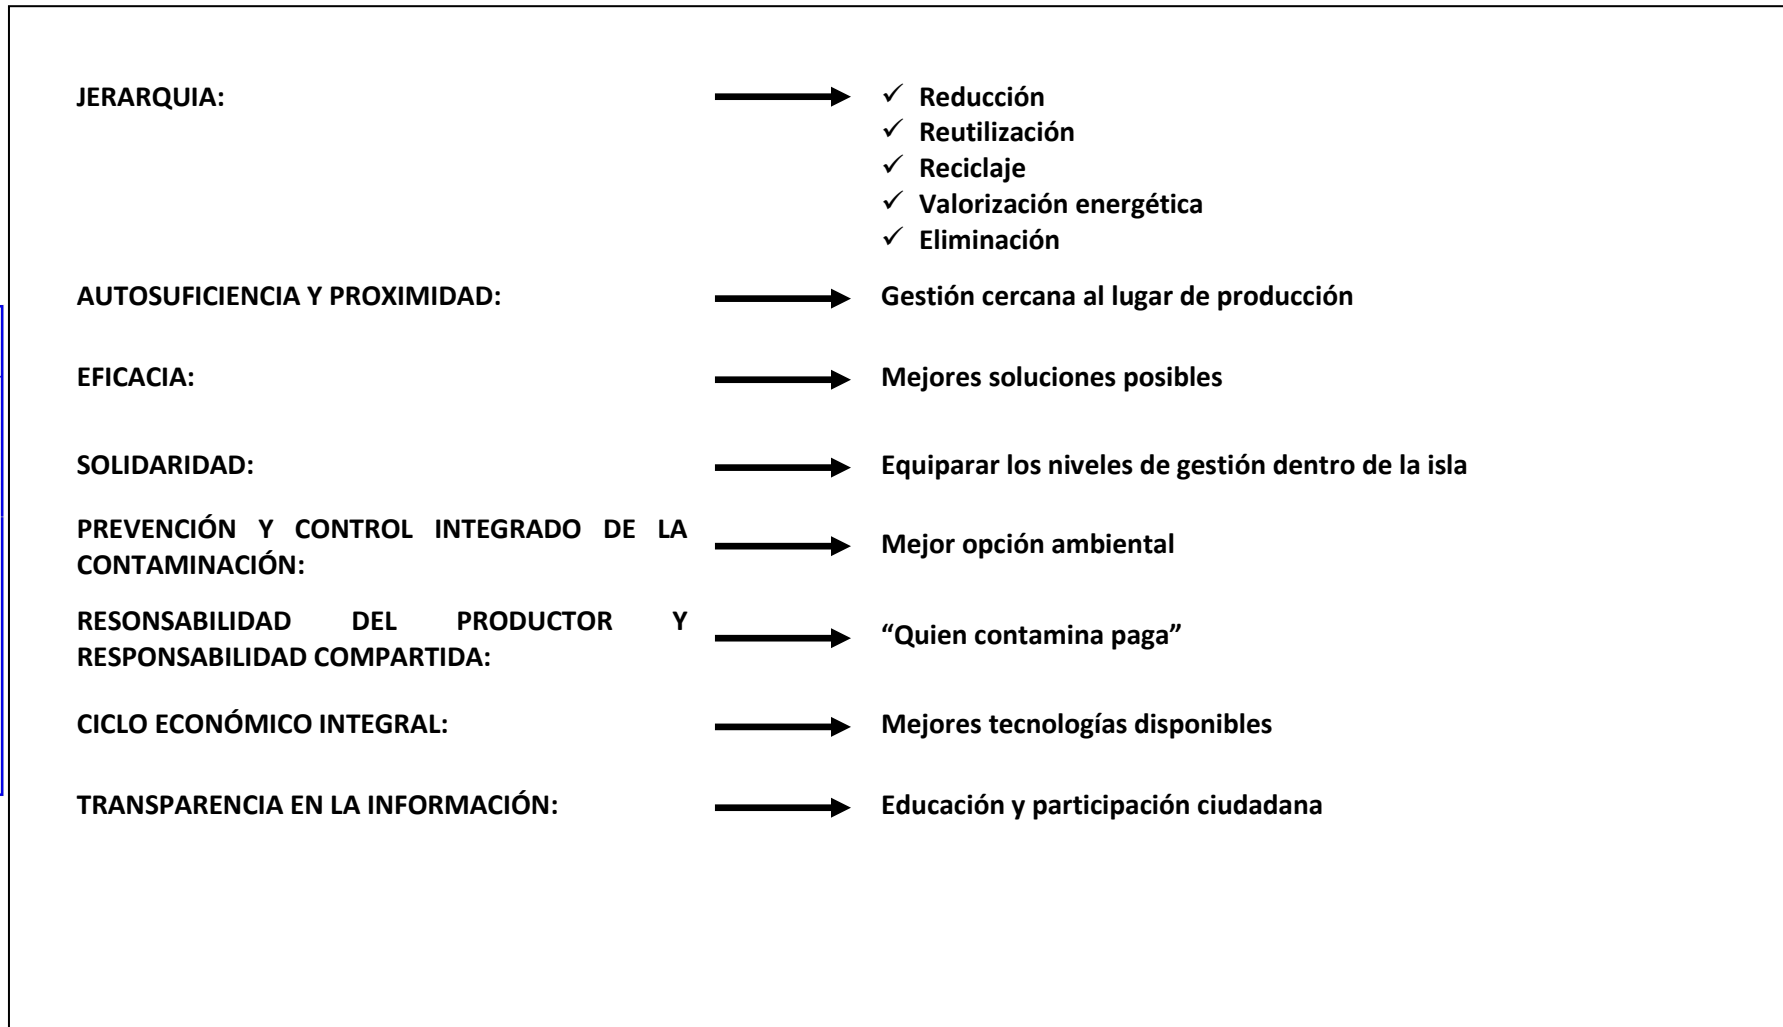 JERARQUIA:
✓ Reducción
✓ Reutilización
✓ Reciclaje
✓ Valorización energética
✓ Eliminación
AUTOSUFICIENCIA Y PROXIMIDAD:
Gestión cercana al lugar de producción
EFICACIA:
Mejores soluciones posibles
SOLIDARIDAD:
Equiparar los niveles de gestión dentro de la isla
PREVENCIÓN Y CONTROL INTEGRADO DE LA
CONTAMINACIÓN:
Mejor opción ambiental
RESONSABILIDAD DEL PRODUCTOR Y
RESPONSABILIDAD COMPARTIDA:
“Quien contamina paga”
CICLO ECONÓMICO INTEGRAL:
Mejores tecnologías disponibles
TRANSPARENCIA EN LA INFORMACIÓN:
Educación y participación ciudadana